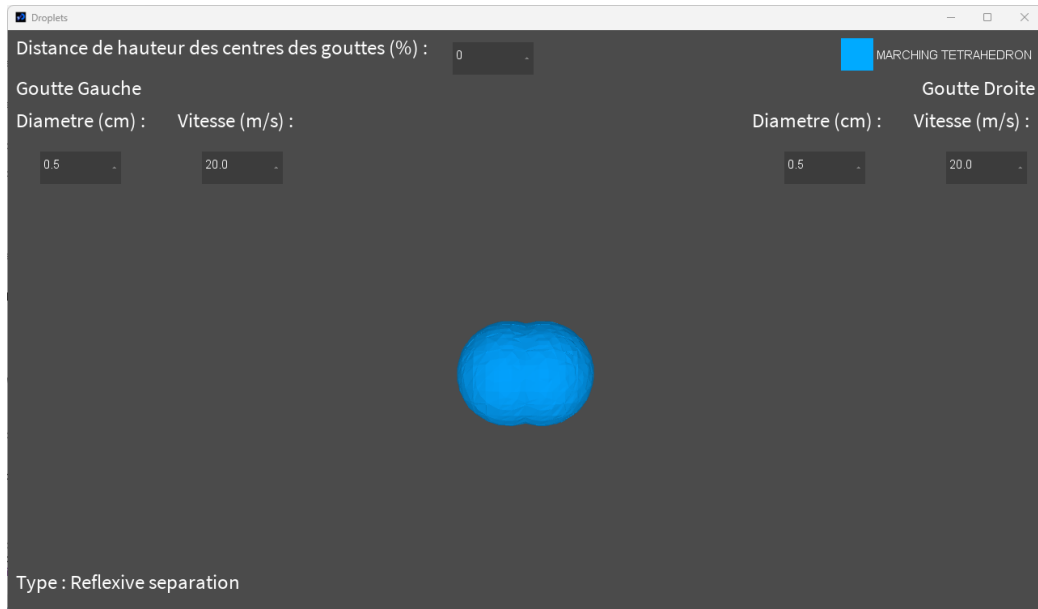 Droplets
Distance de hauteur des centres des gouttes (%) : 0 MARCHING TETRAHEDRON
Goutte Gauche Goutte Droite
Diametre (cm) : Vitesse (m/s) : Diametre (cm) : Vitesse (m/s) :
0.5 20.0 0.5 20.0
Type : Reflexive separation